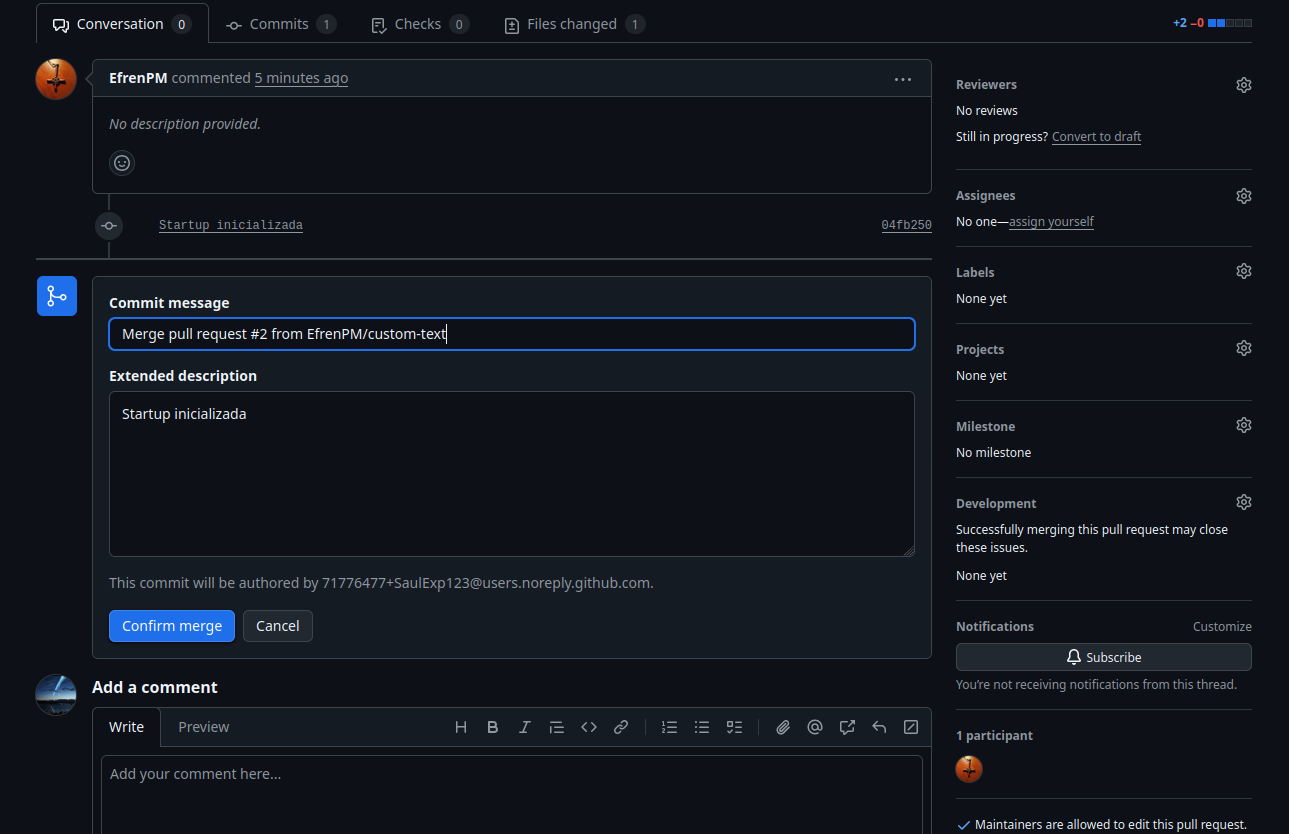 Conversation 0 Commits 1 Checks 0 Files changed 1 +2 −0
EfrenPM commented 5 minutes ago
No description provided.
Startup inicializada 04fb250
Commit message
Merge pull request #2 from EfrenPM/custom-text
Extended description
Startup inicializada
This commit will be authored by 71776477+SaulExp123@users.noreply.github.com.
Confirm merge Cancel
Add a comment
Write Preview
Add your comment here...
Reviewers
No reviews
Still in progress? Convert to draft
Assignees
No one—assign yourself
Labels
None yet
Projects
None yet
Milestone
No milestone
Development
Successfully merging this pull request may close
these issues.
None yet
Notifications Customize
Subscribe
You’re not receiving notifications from this thread.
1 participant
Maintainers are allowed to edit this pull request.